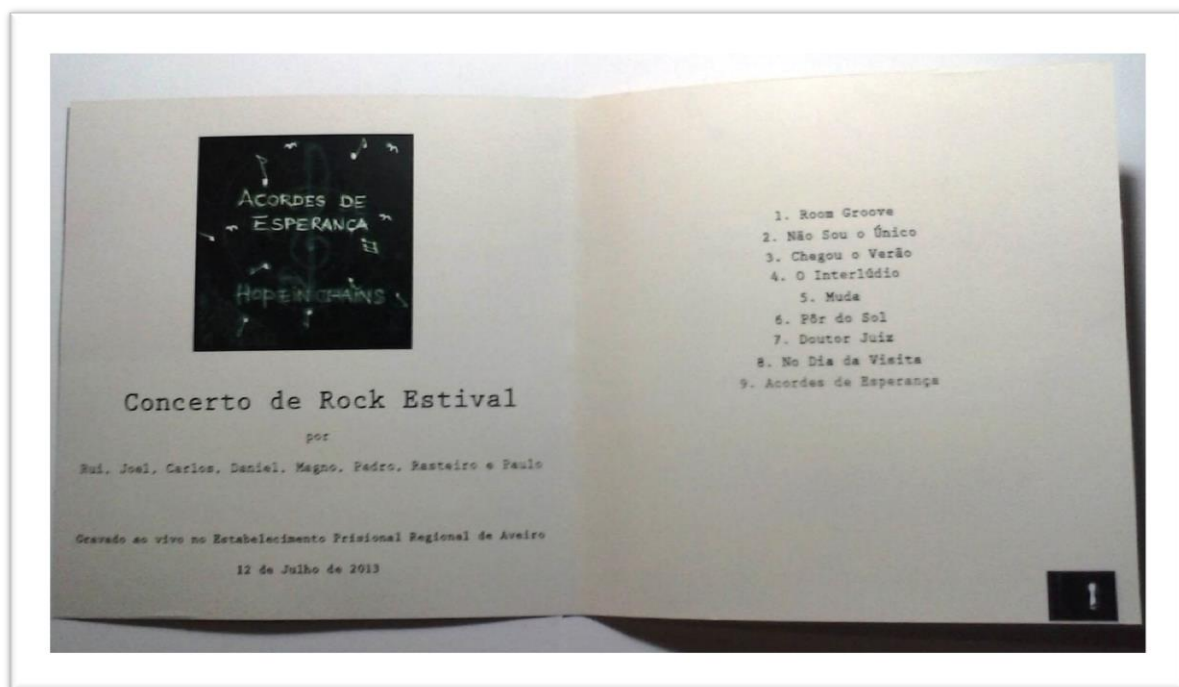 ACORDES DE
ESPERANÇA
HOPE IN CHAINS
Concerto de Rock Estival
por
Rui, Joel, Carlos, Daniel, Magno, Pedro, Rasteiro e Paulo
Gravado ao vivo no Estabelecimento Prisional Regional de Aveiro
12 de Julho de 2013
1. Room Groove
2. Não Sou o Único
3. Chegou o Verão
4. O Interlúdio
5. Muda
6. Pôr do Sol
7. Doutor Juiz
8. No Dia da Visita
9. Acordes de Esperança